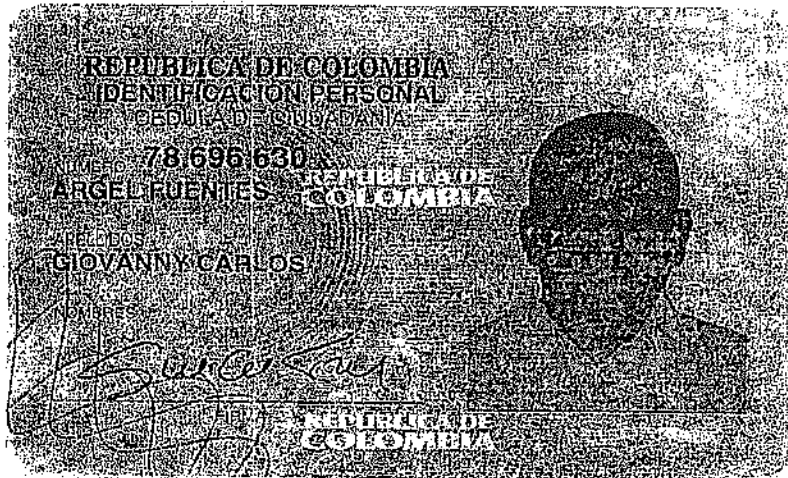 REPUBLICA DE COLOMBIA
IDENTIFICACION PERSONAL
CEDULA DE CIUDADANIA
NUMERO 78.696.630
ARGEL FUENTES
REPUBLICA DE
COLOMBIA
APELLIDOS
GIOVANNY CARLOS
NOMBRES
REPUBLICA DE
COLOMBIA